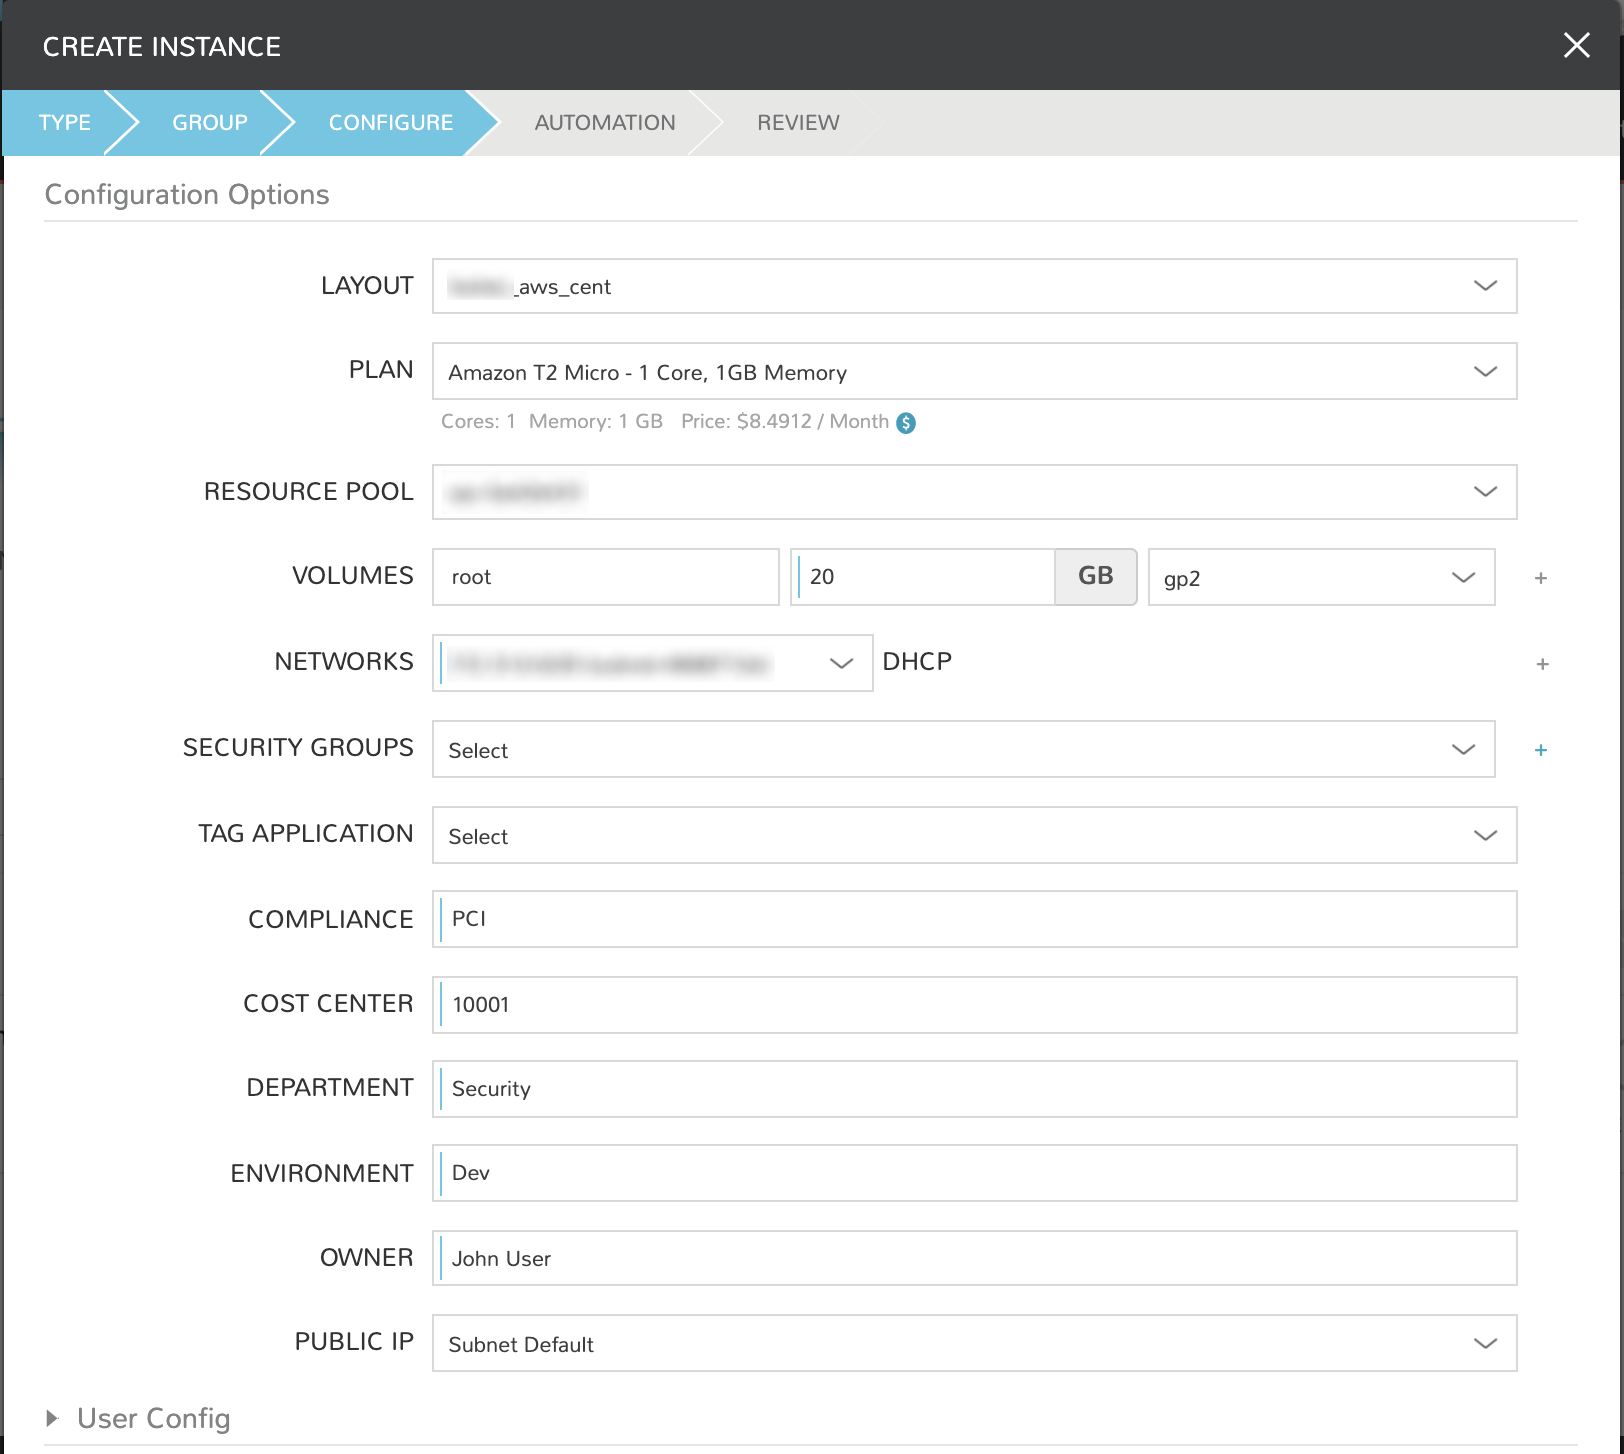 CREATE INSTANCE
TYPE GROUP CONFIGURE AUTOMATION REVIEW
Configuration Options
LAYOUT _aws_cent
PLAN Amazon T2 Micro - 1 Core, 1GB Memory
Cores: 1 Memory: 1 GB Price: $8.4912 / Month $
RESOURCE POOL
VOLUMES root 20 GB gp2 +
NETWORKS DHCP +
SECURITY GROUPS Select +
TAG APPLICATION Select
COMPLIANCE PCI
COST CENTER 10001
DEPARTMENT Security
ENVIRONMENT Dev
OWNER John User
PUBLIC IP Subnet Default
User Config